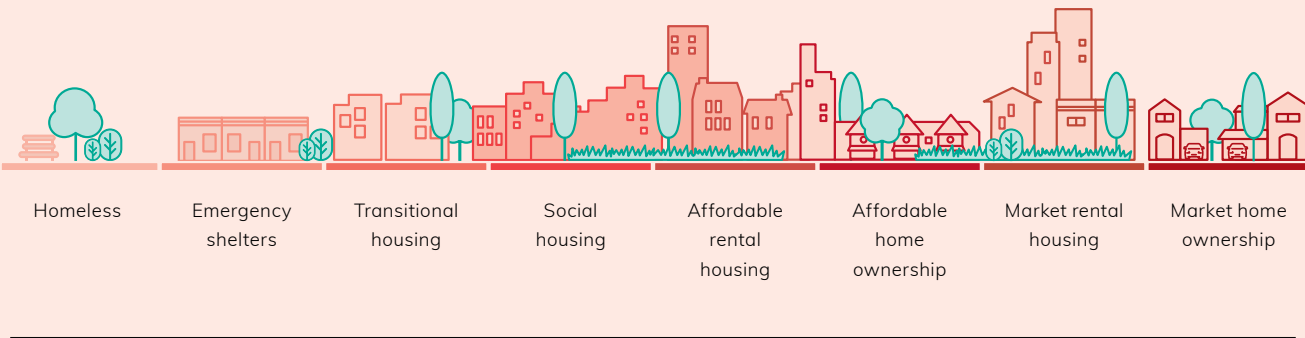 Homeless
Emergency
shelters
Transitional
housing
Social
housing
Affordable
rental
housing
Affordable
home
ownership
Market rental
housing
Market home
ownership